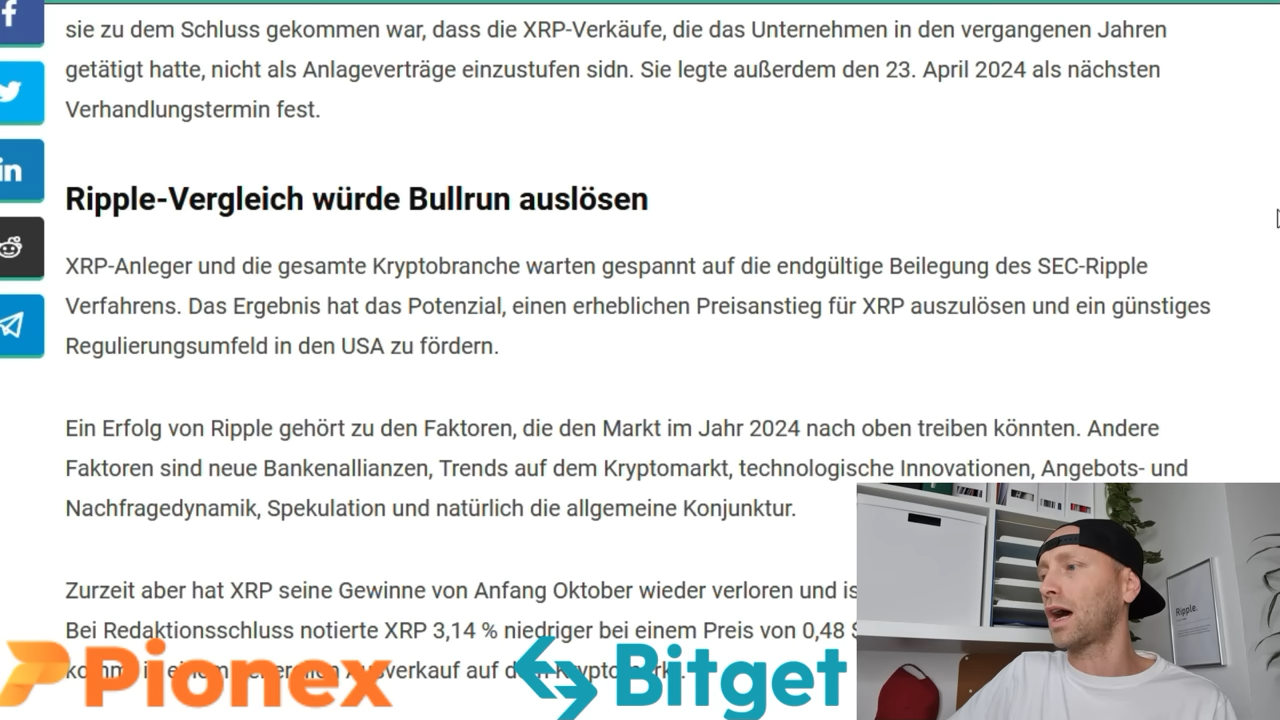 sie zu dem Schluss gekommen war, dass die XRP-Verkäufe, die das Unternehmen in den vergangenen Jahren
getätigt hatte, nicht als Anlageverträge einzustufen sidn. Sie legte außerdem den 23. April 2024 als nächsten
Verhandlungstermin fest.
Ripple-Vergleich würde Bullrun auslösen
XRP-Anleger und die gesamte Kryptobranche warten gespannt auf die endgültige Beilegung des SEC-Ripple
Verfahrens. Das Ergebnis hat das Potenzial, einen erheblichen Preisanstieg für XRP auszulösen und ein günstiges
Regulierungsumfeld in den USA zu fördern.
Ein Erfolg von Ripple gehört zu den Faktoren, die den Markt im Jahr 2024 nach oben treiben könnten. Andere
Faktoren sind neue Bankenallianzen, Trends auf dem Kryptomarkt, technologische Innovationen, Angebots- und
Nachfragedynamik, Spekulation und natürlich die allgemeine Konjunktur.
Zurzeit aber hat XRP seine Gewinne von Anfang Oktober wieder verloren und
Bei Redaktionsschluss notierte XRP 3,14 % niedriger bei einem Preis von 0,48
verkauf auf
Pionex
Bitget
Ripple.